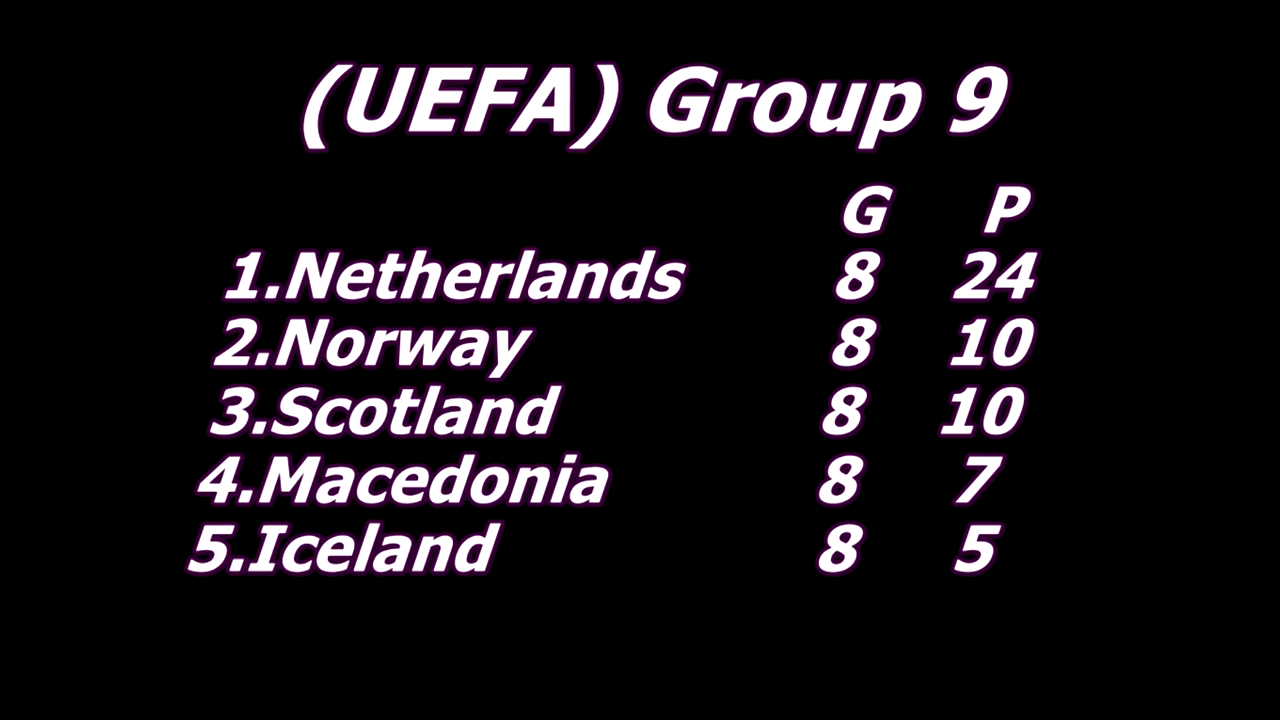 (UEFA) Group 9
G P
1.Netherlands 8 24
2.Norway 8 10
3.Scotland 8 10
4.Macedonia 8 7
5.Iceland 8 5